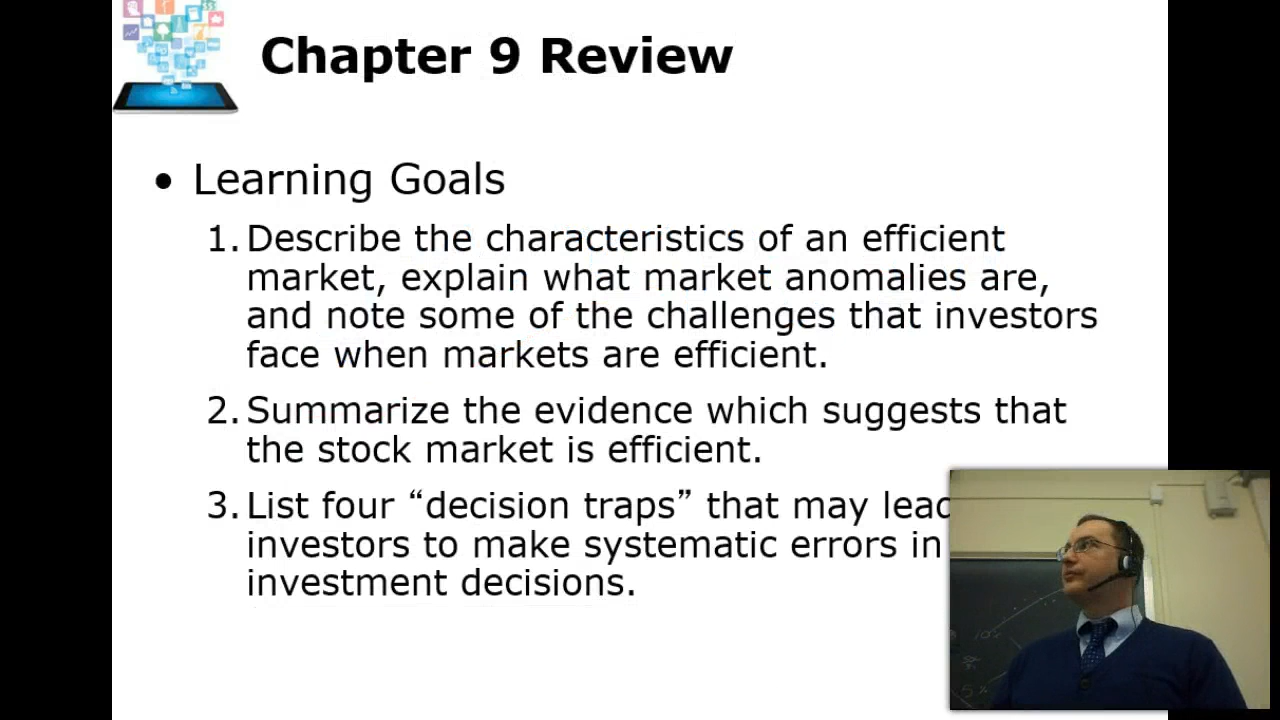 Chapter 9 Review
• Learning Goals
1. Describe the characteristics of an efficient
market, explain what market anomalies are,
and note some of the challenges that investors
face when markets are efficient.
2. Summarize the evidence which suggests that
the stock market is efficient.
3. List four “decision traps” that may lead
investors to make systematic errors in
investment decisions.